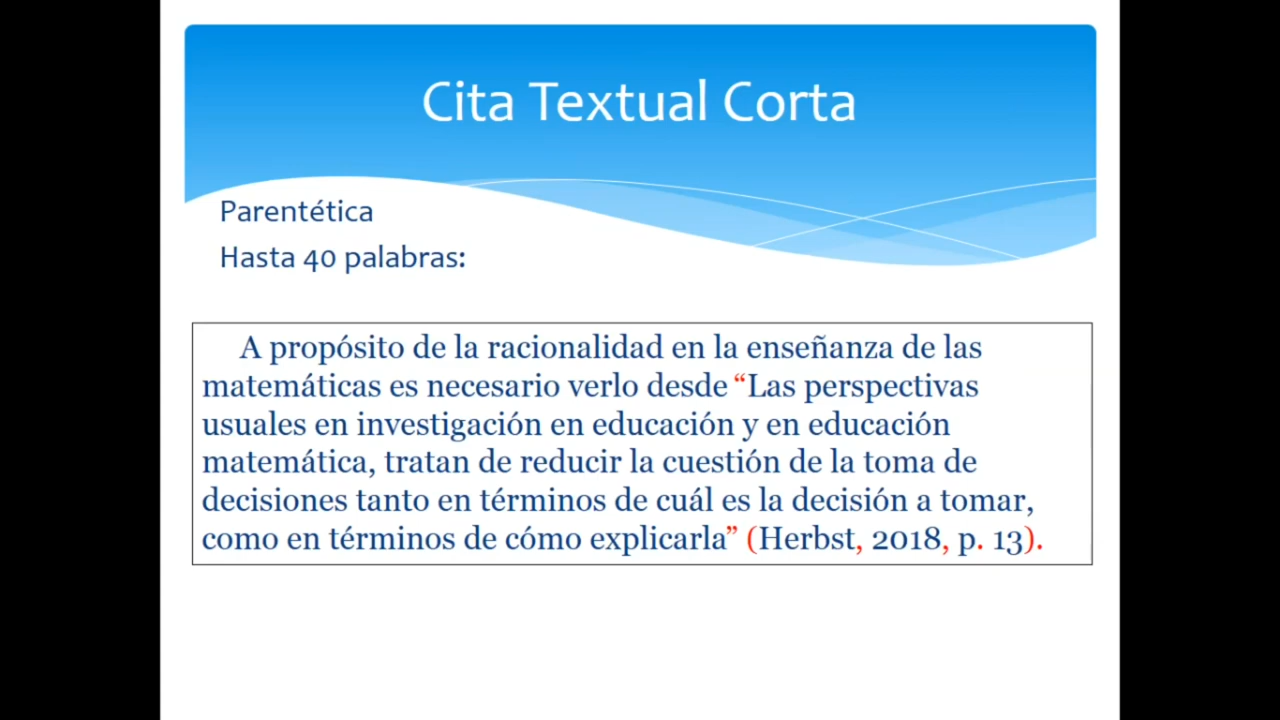 Cita Textual Corta
Parentética
Hasta 40 palabras:
A propósito de la racionalidad en la enseñanza de las
matemáticas es necesario verlo desde “Las perspectivas
usuales en investigación en educación y en educación
matemática, tratan de reducir la cuestión de la toma de
decisiones tanto en términos de cuál es la decisión a tomar,
como en términos de cómo explicarla” (Herbst, 2018, p. 13).